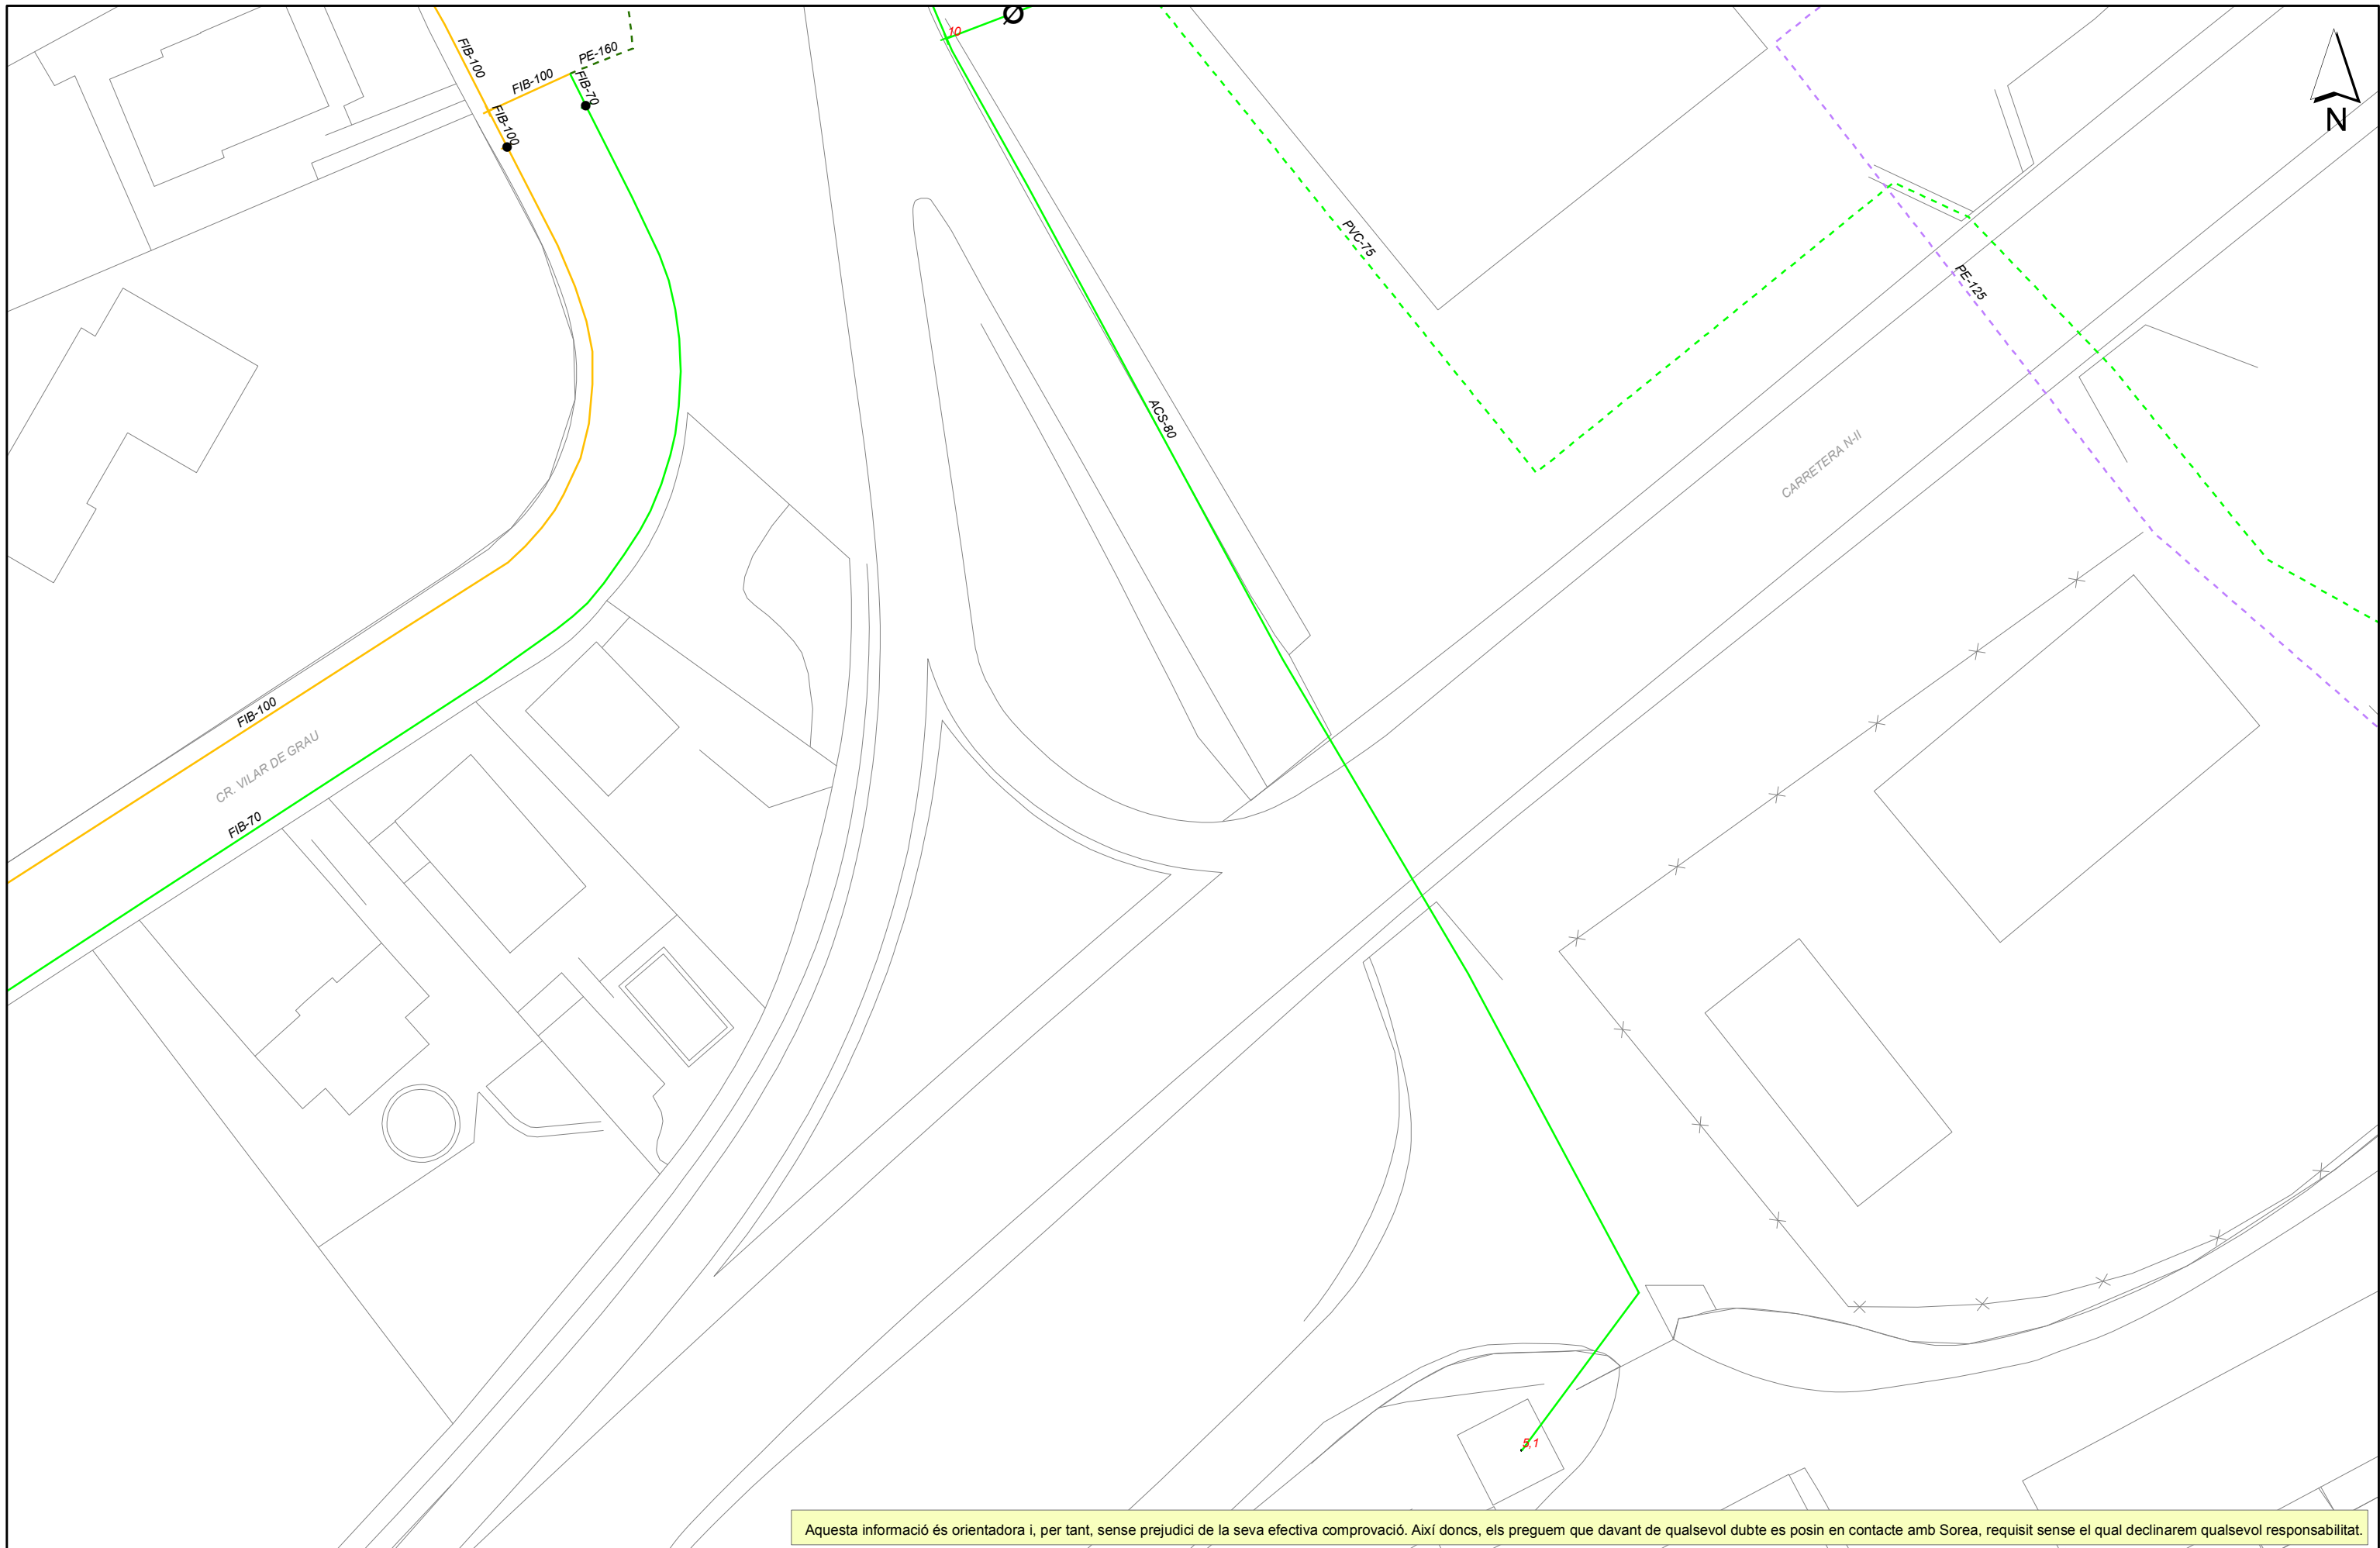 FIB-100
PE-160
FIB-100
FIB-70
FIB-100
10
Ø
N
PVC-75
PE-125
ACS-80
CARRETERA N-II
FIB-100
CR. VILAR DE GRAU
FIB-70
5,1
Aquesta informació és orientadora i, per tant, sense prejudici de la seva efectiva comprovació. Així doncs, els preguem que davant de qualsevol dubte es posin en contacte amb Sorea, requisit sense el qual declinarem qualsevol responsabilitat.